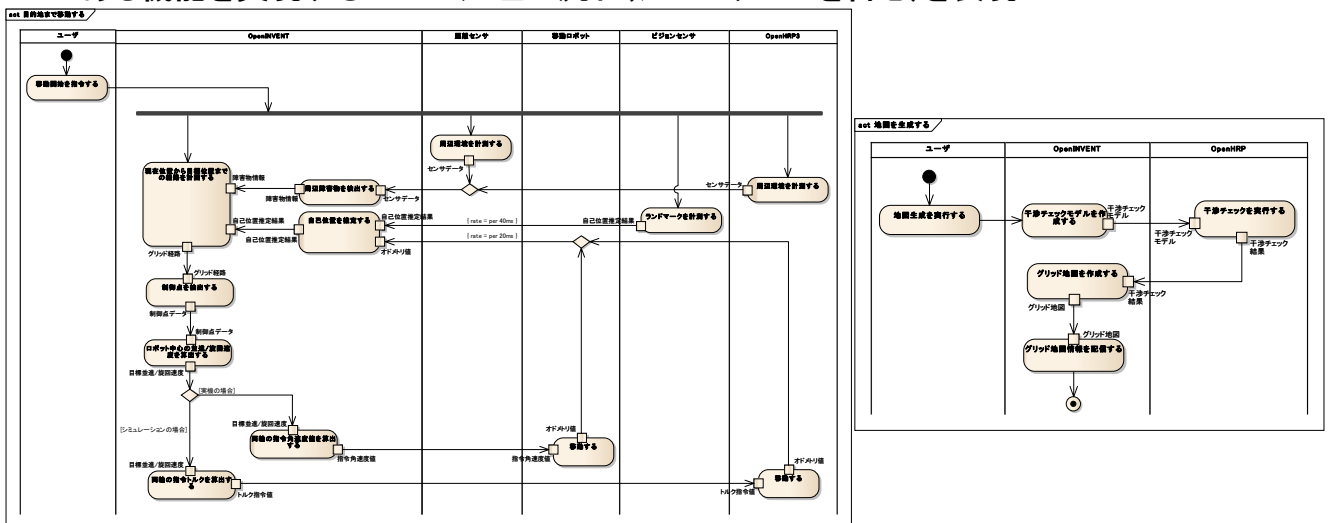 act 目的地まで移動する
ユーザ
OpenINVENT
距離センサ
移動ロボット
ビジョンセンサ
OpenHRP3
移動開始を指令する
周辺環境を計測する
センサデータ
現在位置から目標位置まで
の経路を計画する
障害物情報
障害物情報
周辺障害物を検出する
センサデータ
センサデータ
周辺環境を計測する
自己位置推定結果
自己位置推定結果
自己位置を推定する
自己位置推定結果
オドメトリ値
{ rate = per 40ms }
{ rate = per 20ms }
自己位置推定結果
ランドマークを計測する
グリッド経路
グリッド経路
制御点を抽出する
制御点データ
制御点データ
ロボット中心の並進/旋回速
度を算出する
目標並進/旋回速度
[実機の場合]
[シミュレーションの場合]
目標並進/旋回速度
両輪の指令角速度値を算出
する
指令角速度値
指令角速度値
オドメトリ値
移動する
目標並進/旋回速度
両輪の指令トルクを算出す
る
トルク指令値
トルク指令値
オドメトリ値
移動する
act 地図を生成する
ユーザ
OpenINVENT
OpenHRP
地図生成を実行する
干渉チェックモデルを作
成する
干渉チェック
モデル
干渉チェック
モデル
干渉チェックを実行する
干渉チェック
結果
グリッド地図を作成する
干渉チェック
結果
グリッド地図
グリッド地図
グリッド地図情報を配信する